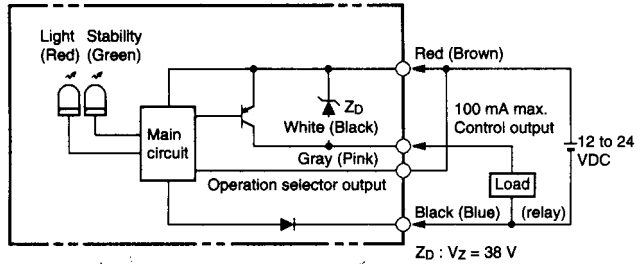 Light Stability
(Red) (Green)
Red (Brown)
ZD
White (Black)
100 mA max.
Control output
Main
circuit
12 to 24
VDC
Gray (Pink)
Operation selector output
Load
Black (Blue) (relay)
ZD : VZ = 38 V